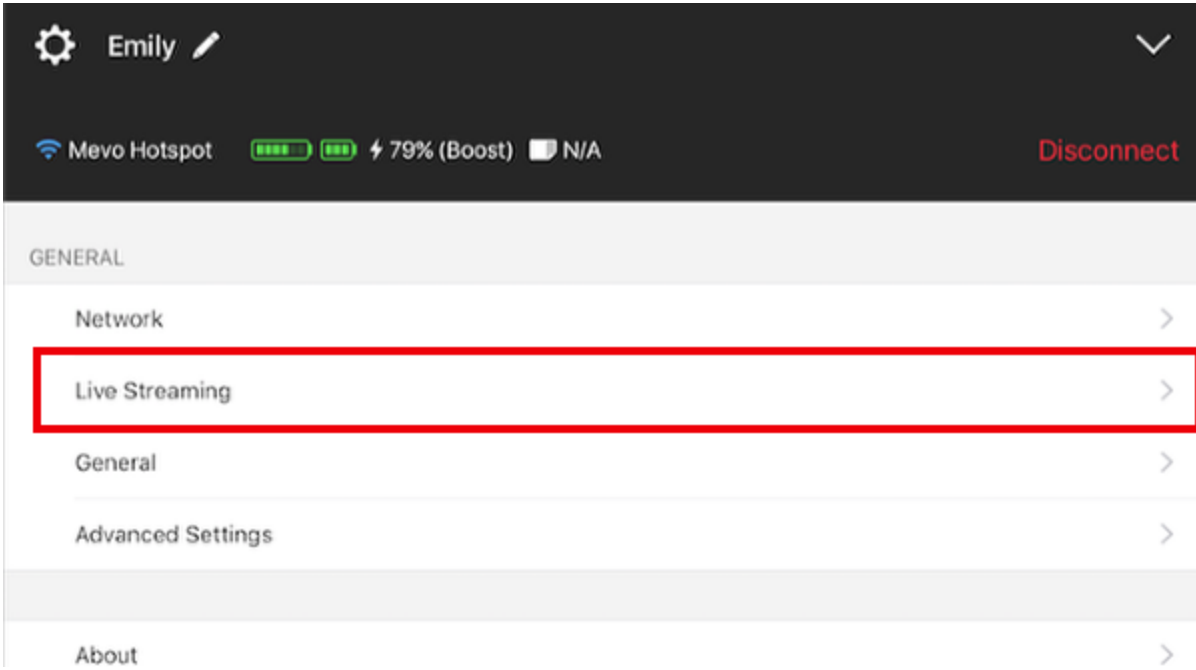 Emily
Mevo Hotspot 79% (Boost) N/A Disconnect
GENERAL
Network
Live Streaming
General
Advanced Settings
About